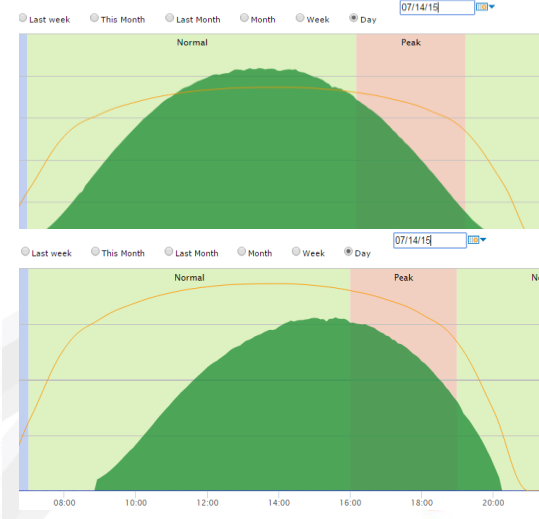 07/14/15
Last week This Month Last Month Month Week Day
Normal Peak
07/14/15
Last week This Month Last Month Month Week Day
Normal Peak N
08:00 10:00 12:00 14:00 16:00 18:00 20:00